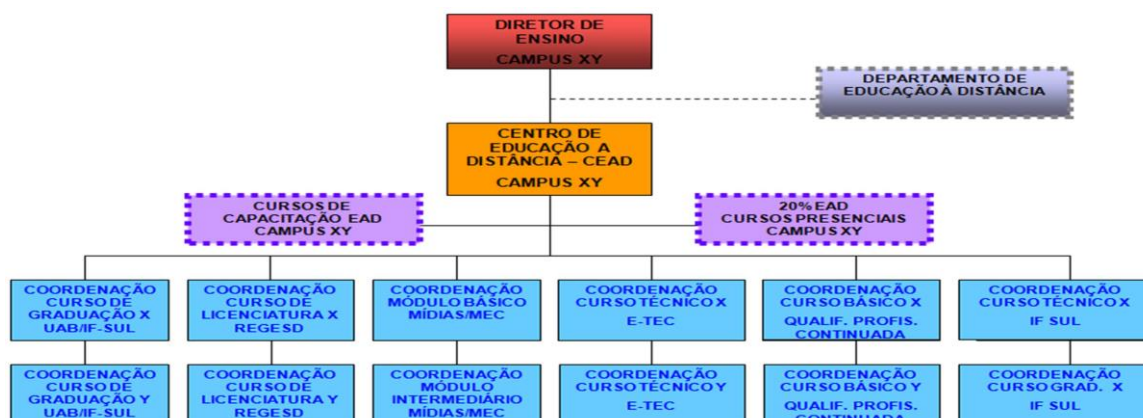 DIRETOR DE
ENSINO
CAMPUS XY
DEPARTAMENTO DE
EDUCAÇÃO À DISTÂNCIA
CENTRO DE
EDUCAÇÃO A
DISTÂNCIA – CEAD
CAMPUS XY
CURSOS DE
CAPACITAÇÃO EAD
CAMPUS XY
20% EAD
CURSOS PRESENCIAIS
CAMPUS XY
COORDENAÇÃO
CURSO DE
GRADUAÇÃO X
UAB/IF-SUL
COORDENAÇÃO
CURSO DE
LICENCIATURA X
REGESD
COORDENAÇÃO
MÓDULO BÁSICO
MÍDIAS/MEC
COORDENAÇÃO
CURSO TÉCNICO X
E-TEC
COORDENAÇÃO
CURSO BÁSICO X
QUALIF. PROFIS.
CONTINUADA
COORDENAÇÃO
CURSO TÉCNICO X
IF SUL
COORDENAÇÃO
CURSO DE
GRADUAÇÃO Y
UAB/IF-SUL
COORDENAÇÃO
CURSO DE
LICENCIATURA Y
REGESD
COORDENAÇÃO
MÓDULO
INTERMEDIÁRIO
MÍDIAS/MEC
COORDENAÇÃO
CURSO TÉCNICO Y
E-TEC
COORDENAÇÃO
CURSO BÁSICO Y
QUALIF. PROFIS.
CONTINUADA
COORDENAÇÃO
CURSO GRAD. X
IF SUL